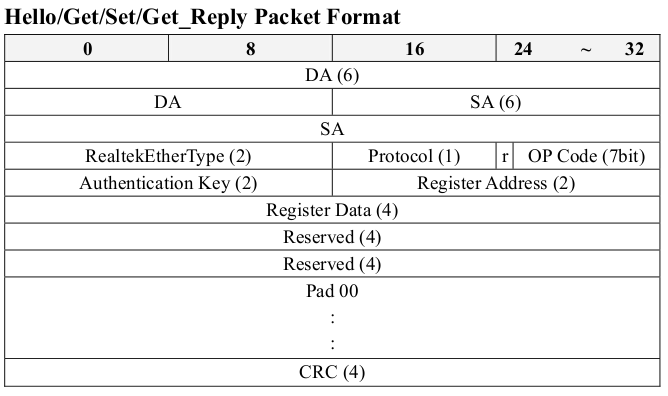 Hello/Get/Set/Get_Reply Packet Format
0 8 16 24 ~ 32
DA (6)
DA SA (6)
SA
RealtekEtherType (2) Protocol (1) r OP Code (7bit)
Authentication Key (2) Register Address (2)
Register Data (4)
Reserved (4)
Reserved (4)
Pad 00
:
:
CRC (4)